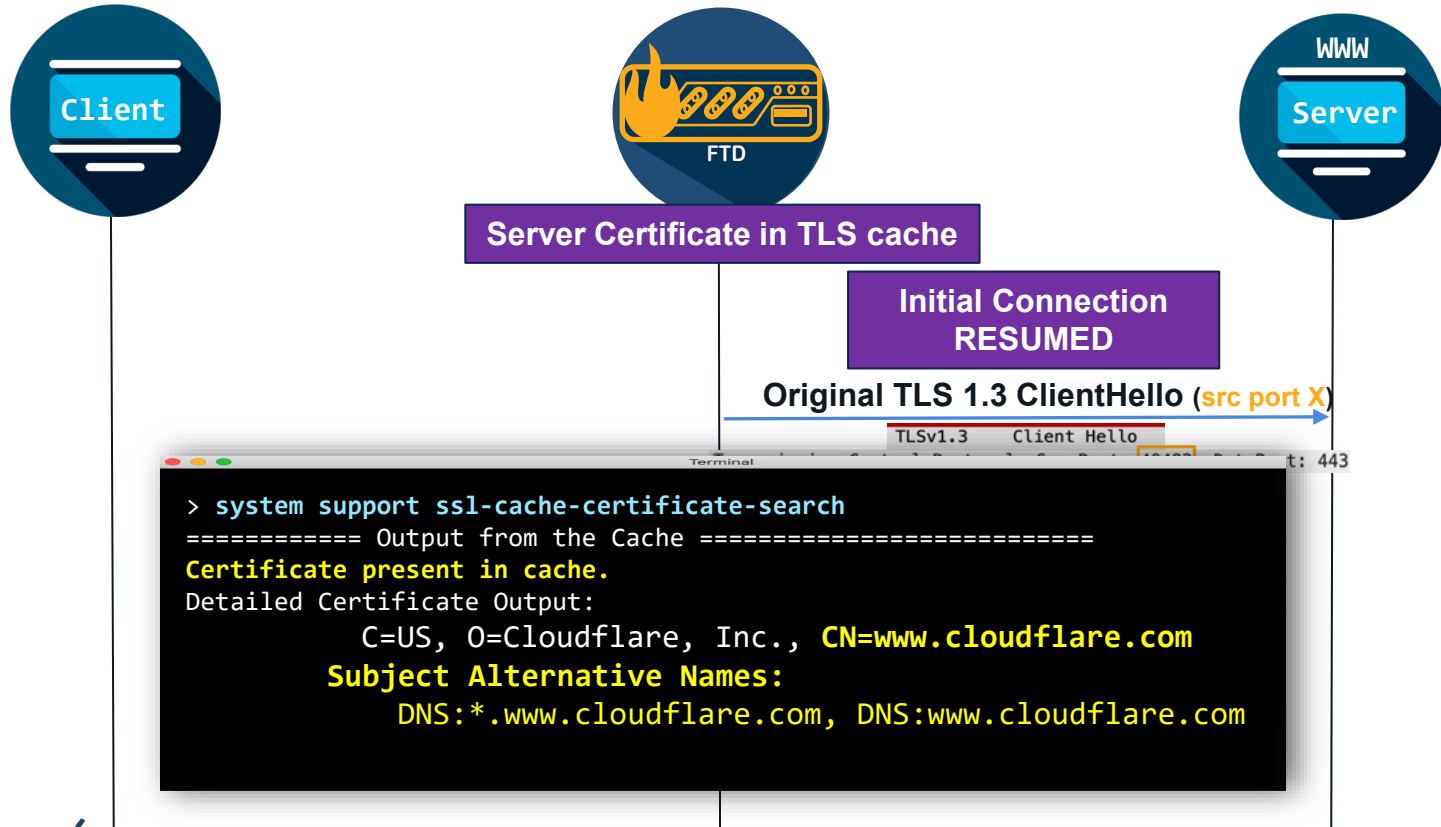 Client
FTD
WWW
Server
Server Certificate in TLS cache
Initial Connection
RESUMED
Original TLS 1.3 ClientHello (src port X)
TLSv1.3 Client Hello
t: 443
Terminal
> system support ssl-cache-certificate-search
============ Output from the Cache ===========================
Certificate present in cache.
Detailed Certificate Output:
C=US, O=Cloudflare, Inc., CN=www.cloudflare.com
Subject Alternative Names:
DNS:*.www.cloudflare.com, DNS:www.cloudflare.com